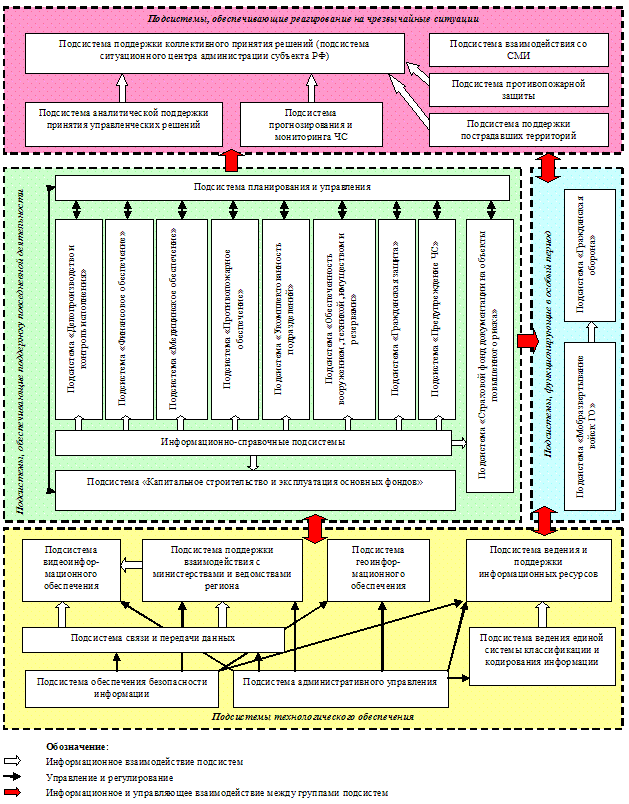 Подсистемы, обеспечивающие реагирование на чрезвычайные ситуации
Подсистема поддержки коллективного принятия решений (подсистема
ситуационного центра администрации субъекта РФ)
Подсистема взаимодействия со
СМИ
Подсистема противопожарной
защиты
Подсистема аналитической поддержки
принятия управленческих решений
Подсистема
прогнозирования и
мониторинга ЧС
Подсистема поддержки
пострадавших территорий
Подсистемы, обеспечивающие поддержку повседневной деятельности
Подсистема планирования и управления
Подсистема «Делопроизводство и
контроль исполнения»
Подсистема «Финансовое обеспечение»
Подсистема «Медицинское обеспечение»
Подсистема «Противопожарное
обеспечение»
Подсистема «Укомплектованность
подразделений»
Подсистема «Обеспеченность
вооружением, техникой, имуществом и
резервами»
Подсистема «Гражданская защита»
Подсистема «Предупреждение ЧС»
Подсистема «Страховой фонд документации на объекты
повышенного риска»
Информационно-справочные подсистемы
Подсистема «Капитальное строительство и эксплуатация основных фондов»
Подсистемы, функционирующие в особый период
Подсистема «Гражданская
оборона»
Подсистема «Мобразвертывание
войск ГО»
Подсистема
видеоинфор-
мационного
обеспечения
Подсистема поддержки
взаимодействия с
министерствами и ведомствами
региона
Подсистема
геоинфор-
мационного
обеспечения
Подсистема ведения и
поддержки
информационных ресурсов
Подсистема связи и передачи данных
Подсистема ведения единой
системы классификации и
кодирования информации
Подсистема обеспечения безопасности
информации
Подсистема административного управления
Подсистемы технологического обеспечения
Обозначение:
Информационное взаимодействие подсистем
Управление и регулирование
Информационное и управляющее взаимодействие между группами подсистем